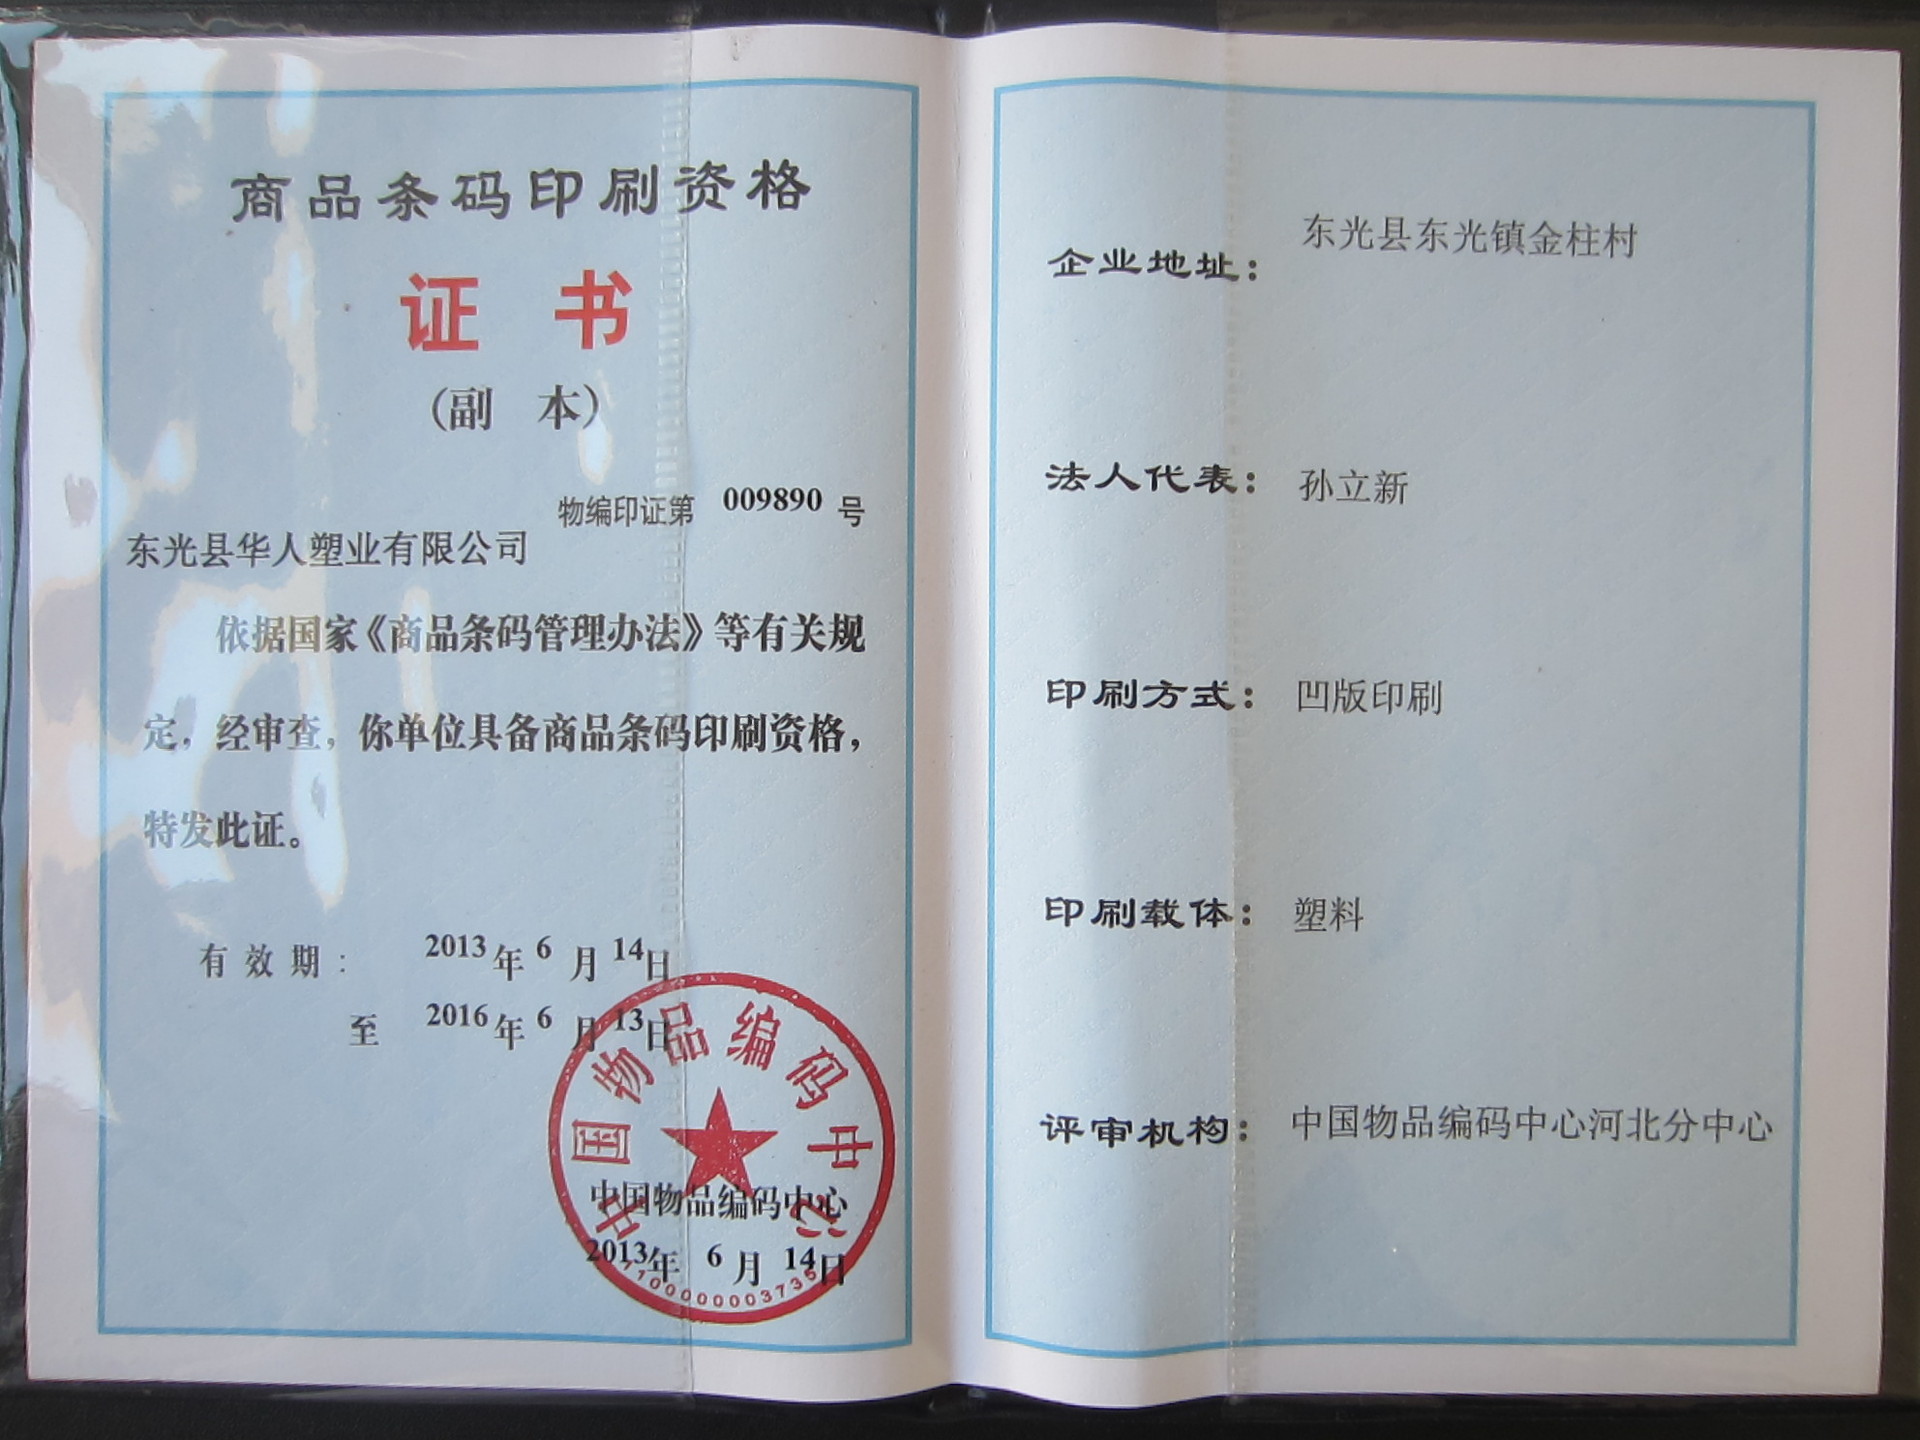 商品条码印刷资格
证 书
(副 本)
物编印证第 009890 号
东光县华人塑业有限公司
依据国家《商品条码管理办法》等有关规
定，经审查，你单位具备商品条码印刷资格，
特发此证。
有效期： 2013年 6 月 14日
至 2016年 6 月 13日
中国物品编码中心
中国物品编码中心
2013年 6 月 14日
1100000003735
企业地址： 东光县东光镇金柱村
法人代表： 孙立新
印刷方式： 凹版印刷
印刷载体： 塑料
评审机构： 中国物品编码中心河北分中心